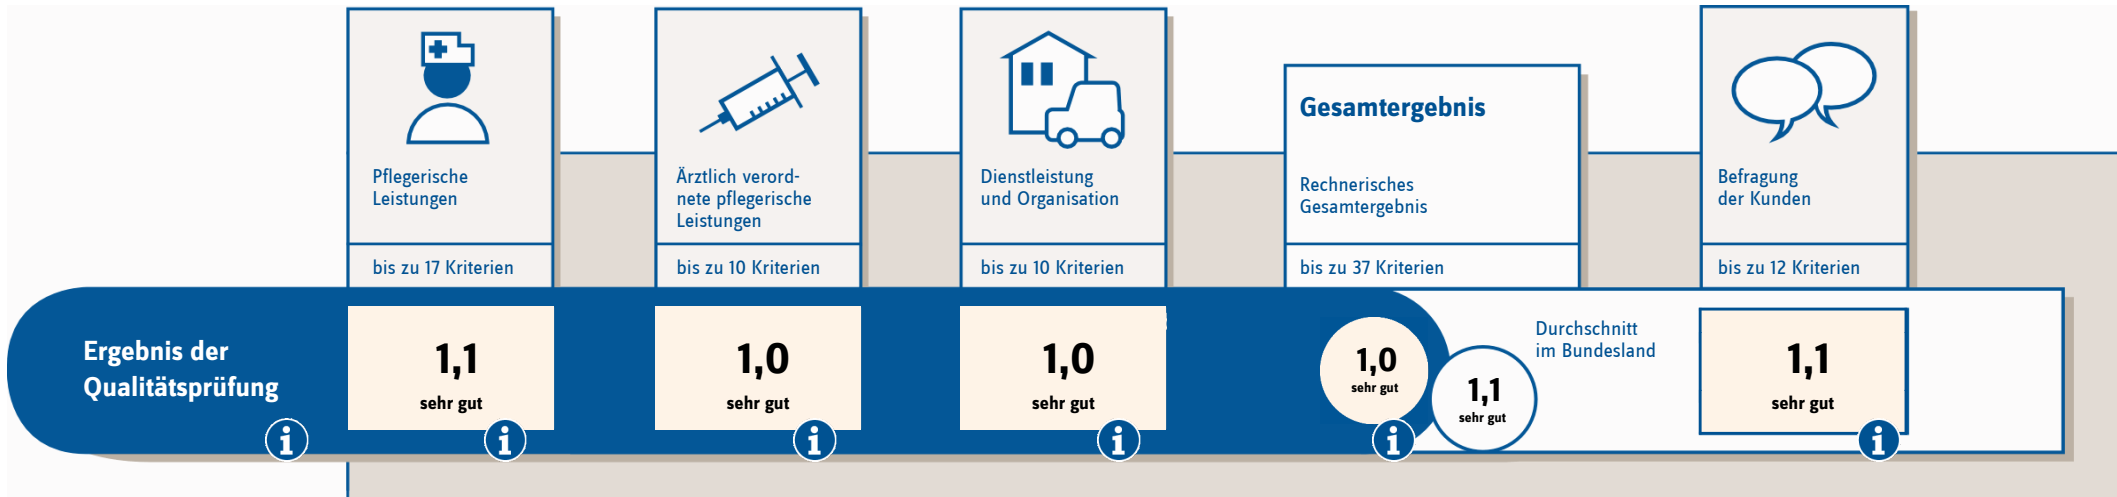 Pflegerische
Leistungen
bis zu 17 Kriterien
Ärztlich verord-
nete pflegerische
Leistungen
bis zu 10 Kriterien
Dienstleistung
und Organisation
bis zu 10 Kriterien
Gesamtergebnis
Rechnerisches
Gesamtergebnis
bis zu 37 Kriterien
Befragung
der Kunden
bis zu 12 Kriterien
Ergebnis der
Qualitätsprüfung
i
1,1
sehr gut
i
1,0
sehr gut
i
1,0
sehr gut
i
1,0
sehr gut
i
1,1
sehr gut
Durchschnitt
im Bundesland
1,1
sehr gut
i